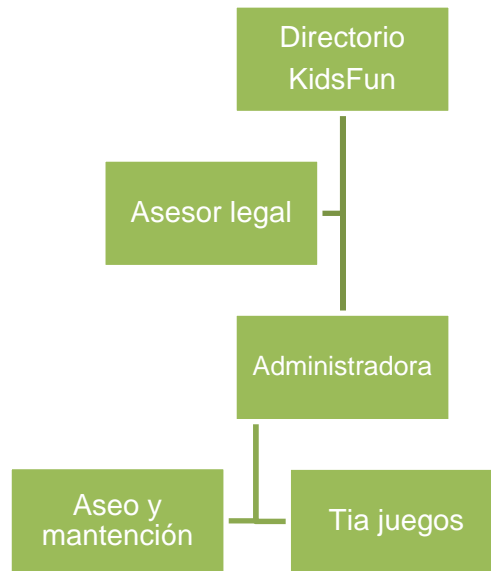 Directorio
KidsFun
Asesor legal
Administradora
Aseo y
mantención
Tia juegos